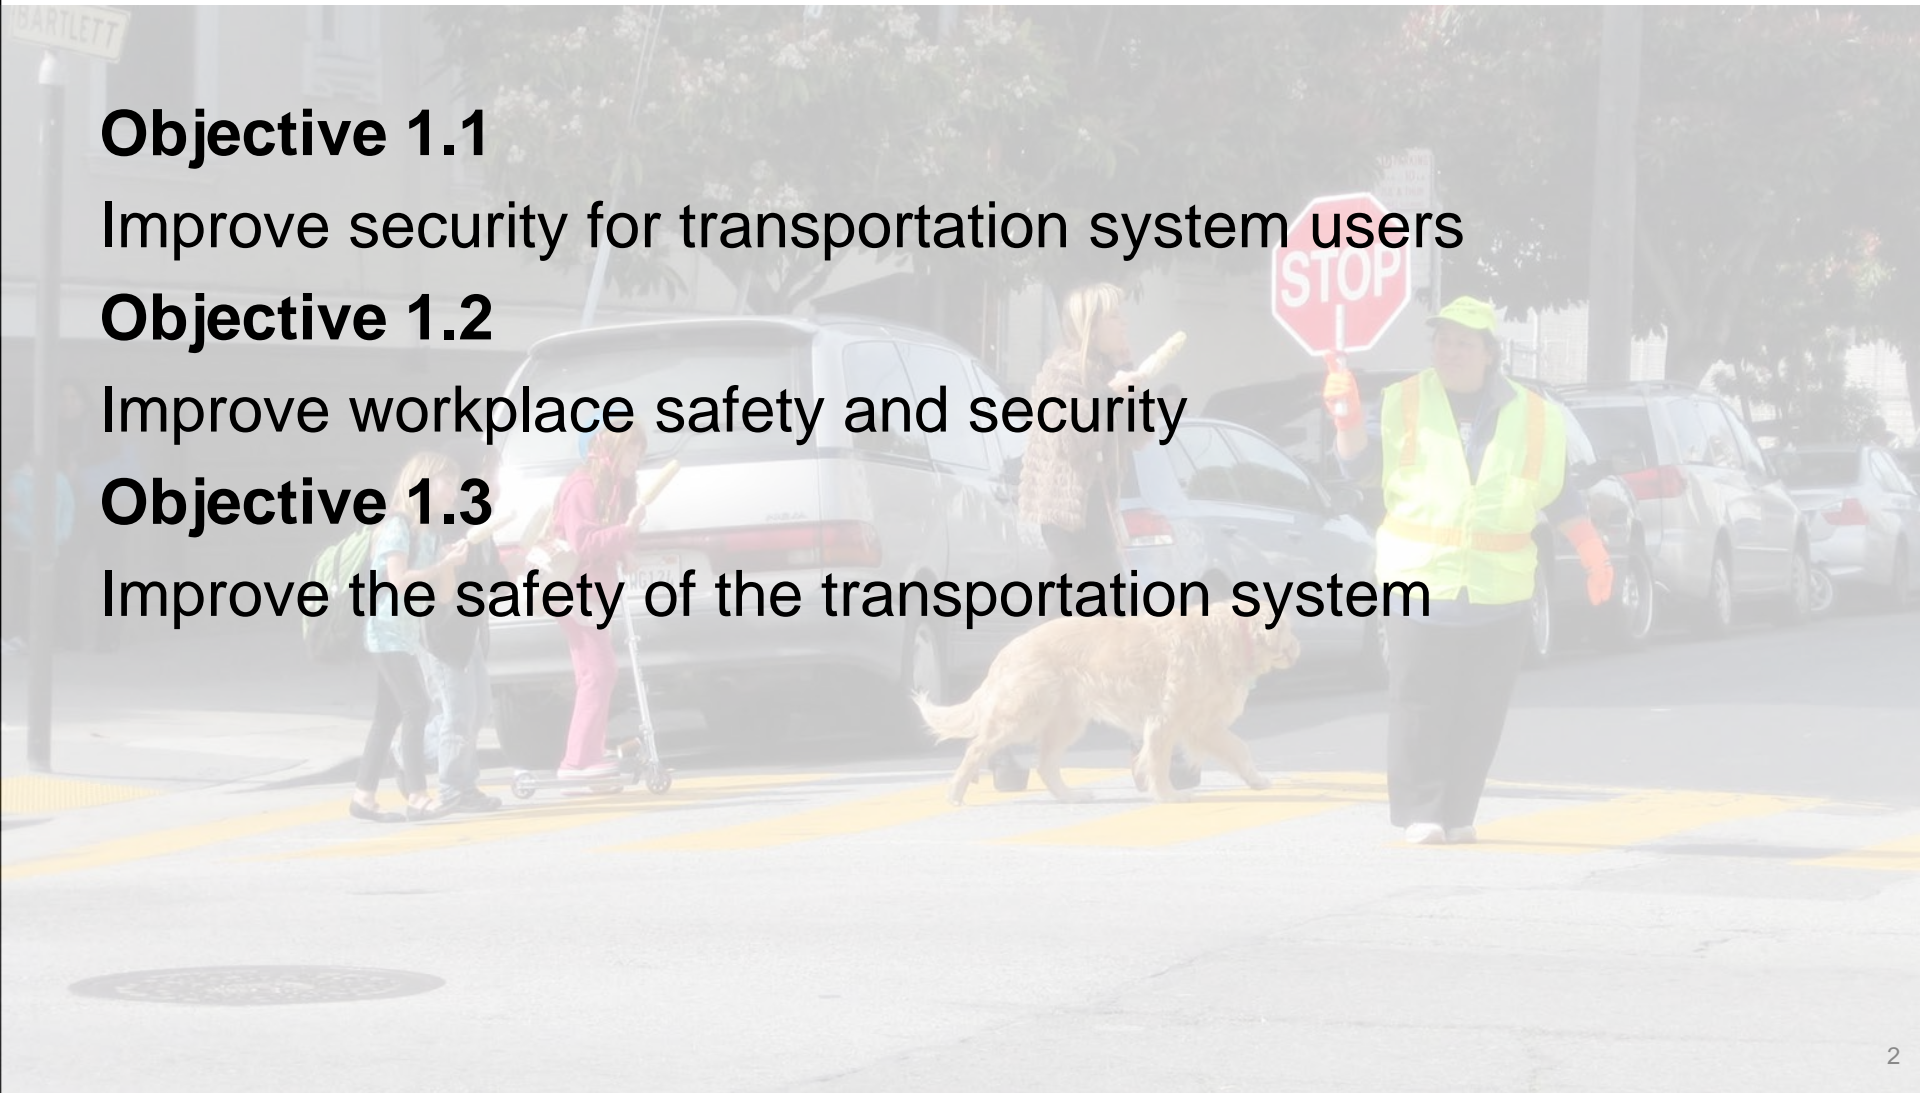 BARTLETT
Objective 1.1
Improve security for transportation system users
STOP
Objective 1.2
Improve workplace safety and security
Objective 1.3
Improve the safety of the transportation system
2